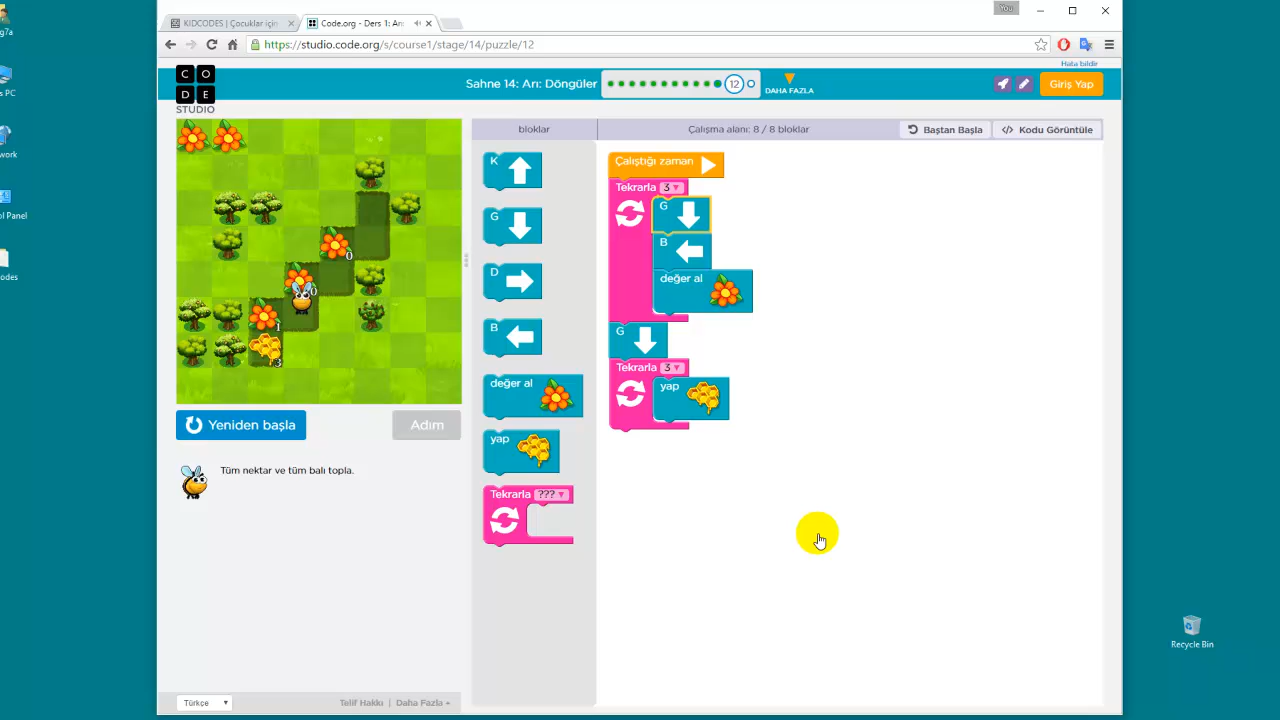 You
g7a
KIDCODES | Çocuklar için
Code.org - Ders 1: Arı:
https://studio.code.org/s/course1/stage/14/puzzle/12
s PC
Hata bildir
C O
D E
STUDIO
Sahne 14: Arı: Döngüler
12
DAHA FAZLA
Giriş Yap
bloklar
Çalışma alanı: 8 / 8 bloklar
Baştan Başla
</> Kodu Görüntüle
work
ol Panel
odes
0
0
1
3
K
G
D
B
değer al
yap
Tekrarla ???
Çalıştığı zaman
Tekrarla 3
G
B
değer al
G
Tekrarla 3
yap
Yeniden başla
Adım
Tüm nektar ve tüm balı topla.
Recycle Bin
Türkçe
Telif Hakkı | Daha Fazla